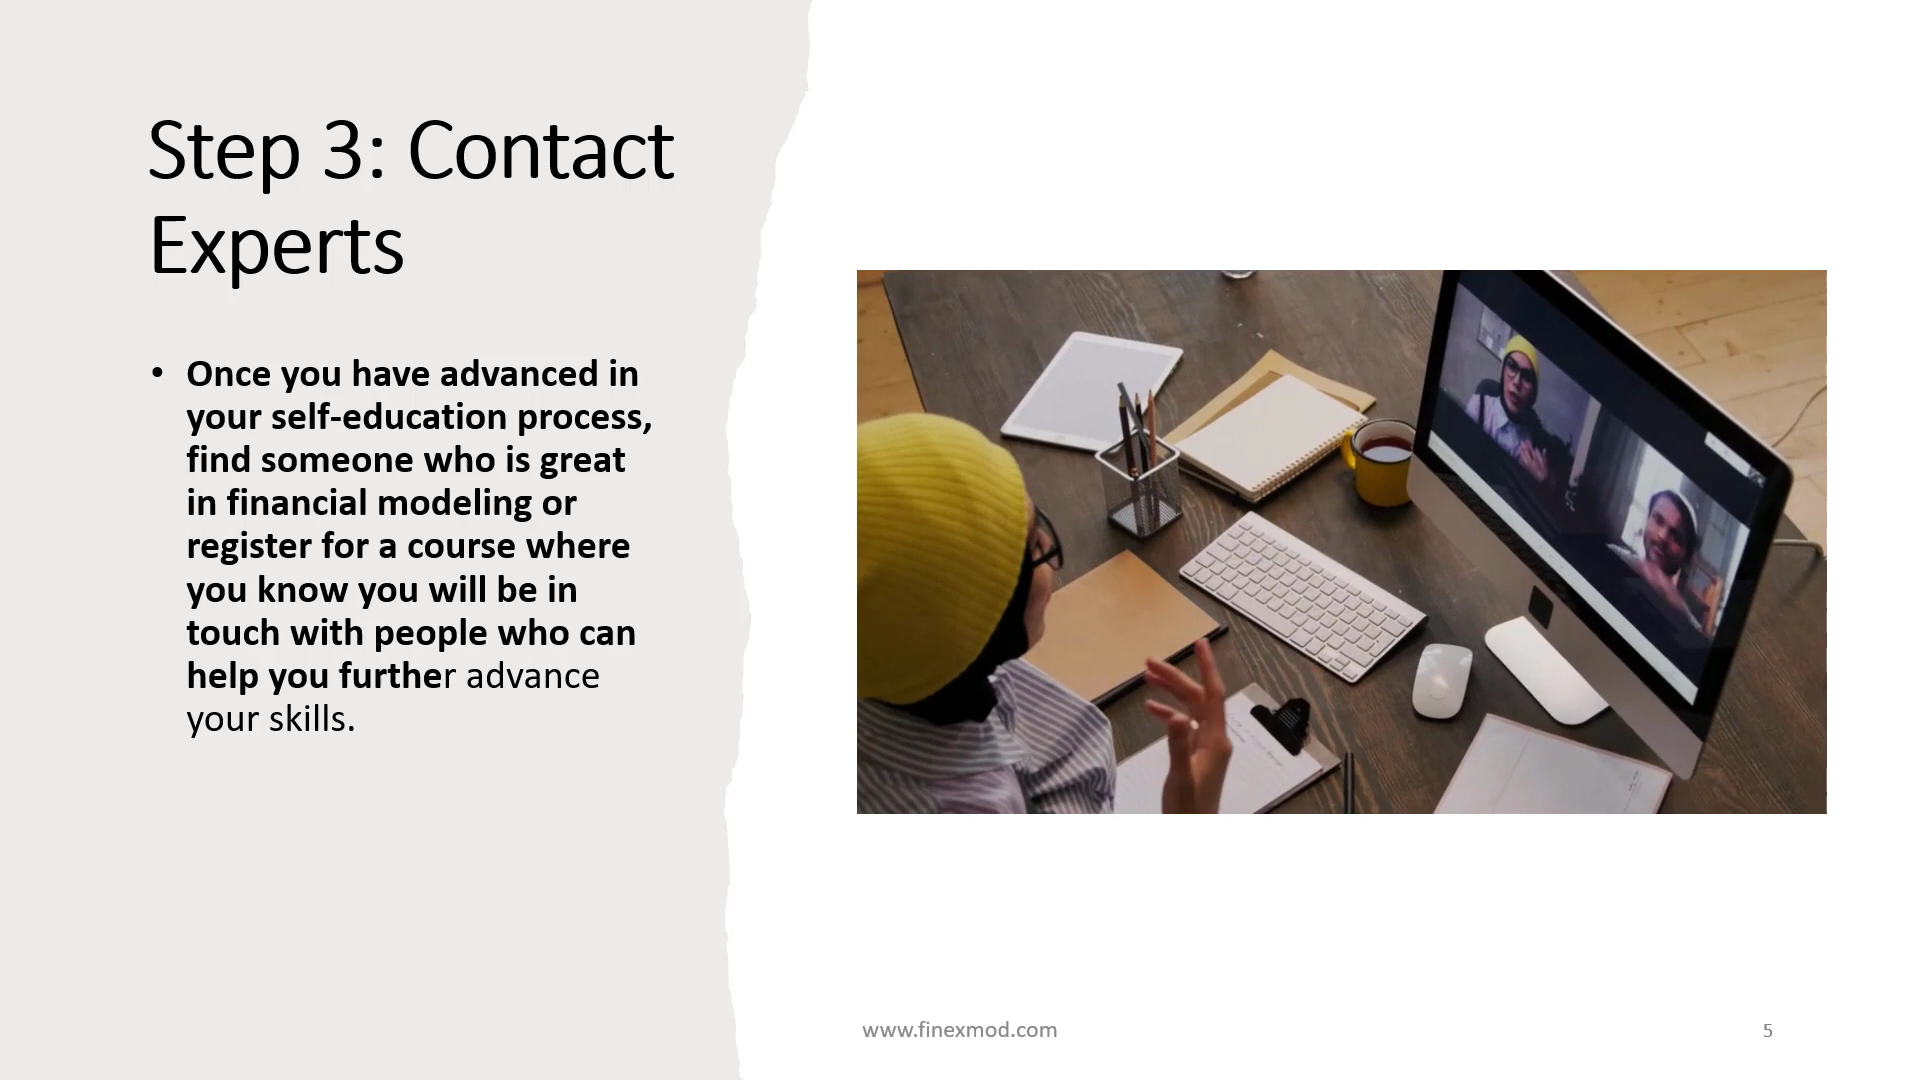 Step 3: Contact
Experts
• Once you have advanced in
your self-education process,
find someone who is great
in financial modeling or
register for a course where
you know you will be in
touch with people who can
help you further advance
your skills.
www.finexmod.com
5